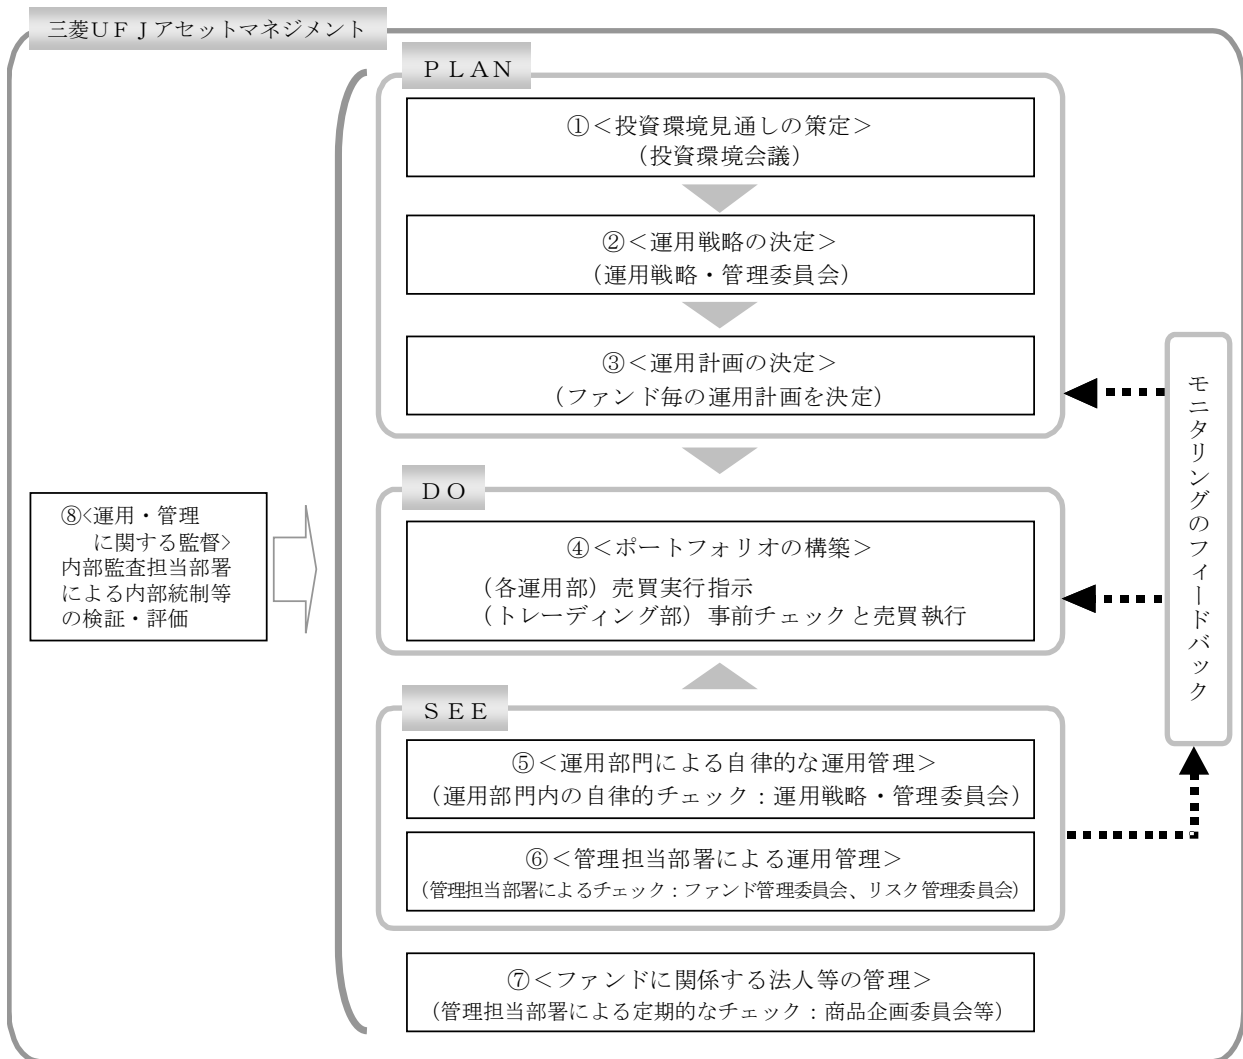 三菱ＵＦＪアセットマネジメント
ＰＬＡＮ
①＜投資環境見通しの策定＞
（投資環境会議）
②＜運用戦略の決定＞
（運用戦略・管理委員会）
③＜運用計画の決定＞
（ファンド毎の運用計画を決定）
ＤＯ
④＜ポートフォリオの構築＞
（各運用部）売買実行指示
（トレーディング部）事前チェックと売買執行
ＳＥＥ
⑤＜運用部門による自律的な運用管理＞
（運用部門内の自律的チェック：運用戦略・管理委員会）
⑥＜管理担当部署による運用管理＞
（管理担当部署によるチェック：ファンド管理委員会、リスク管理委員会）
⑦＜ファンドに関係する法人等の管理＞
（管理担当部署による定期的なチェック：商品企画委員会等）
⑧<運用・管理
に関する監督>
内部監査担当部署
による内部統制等
の検証・評価
モニタリングのフィードバック